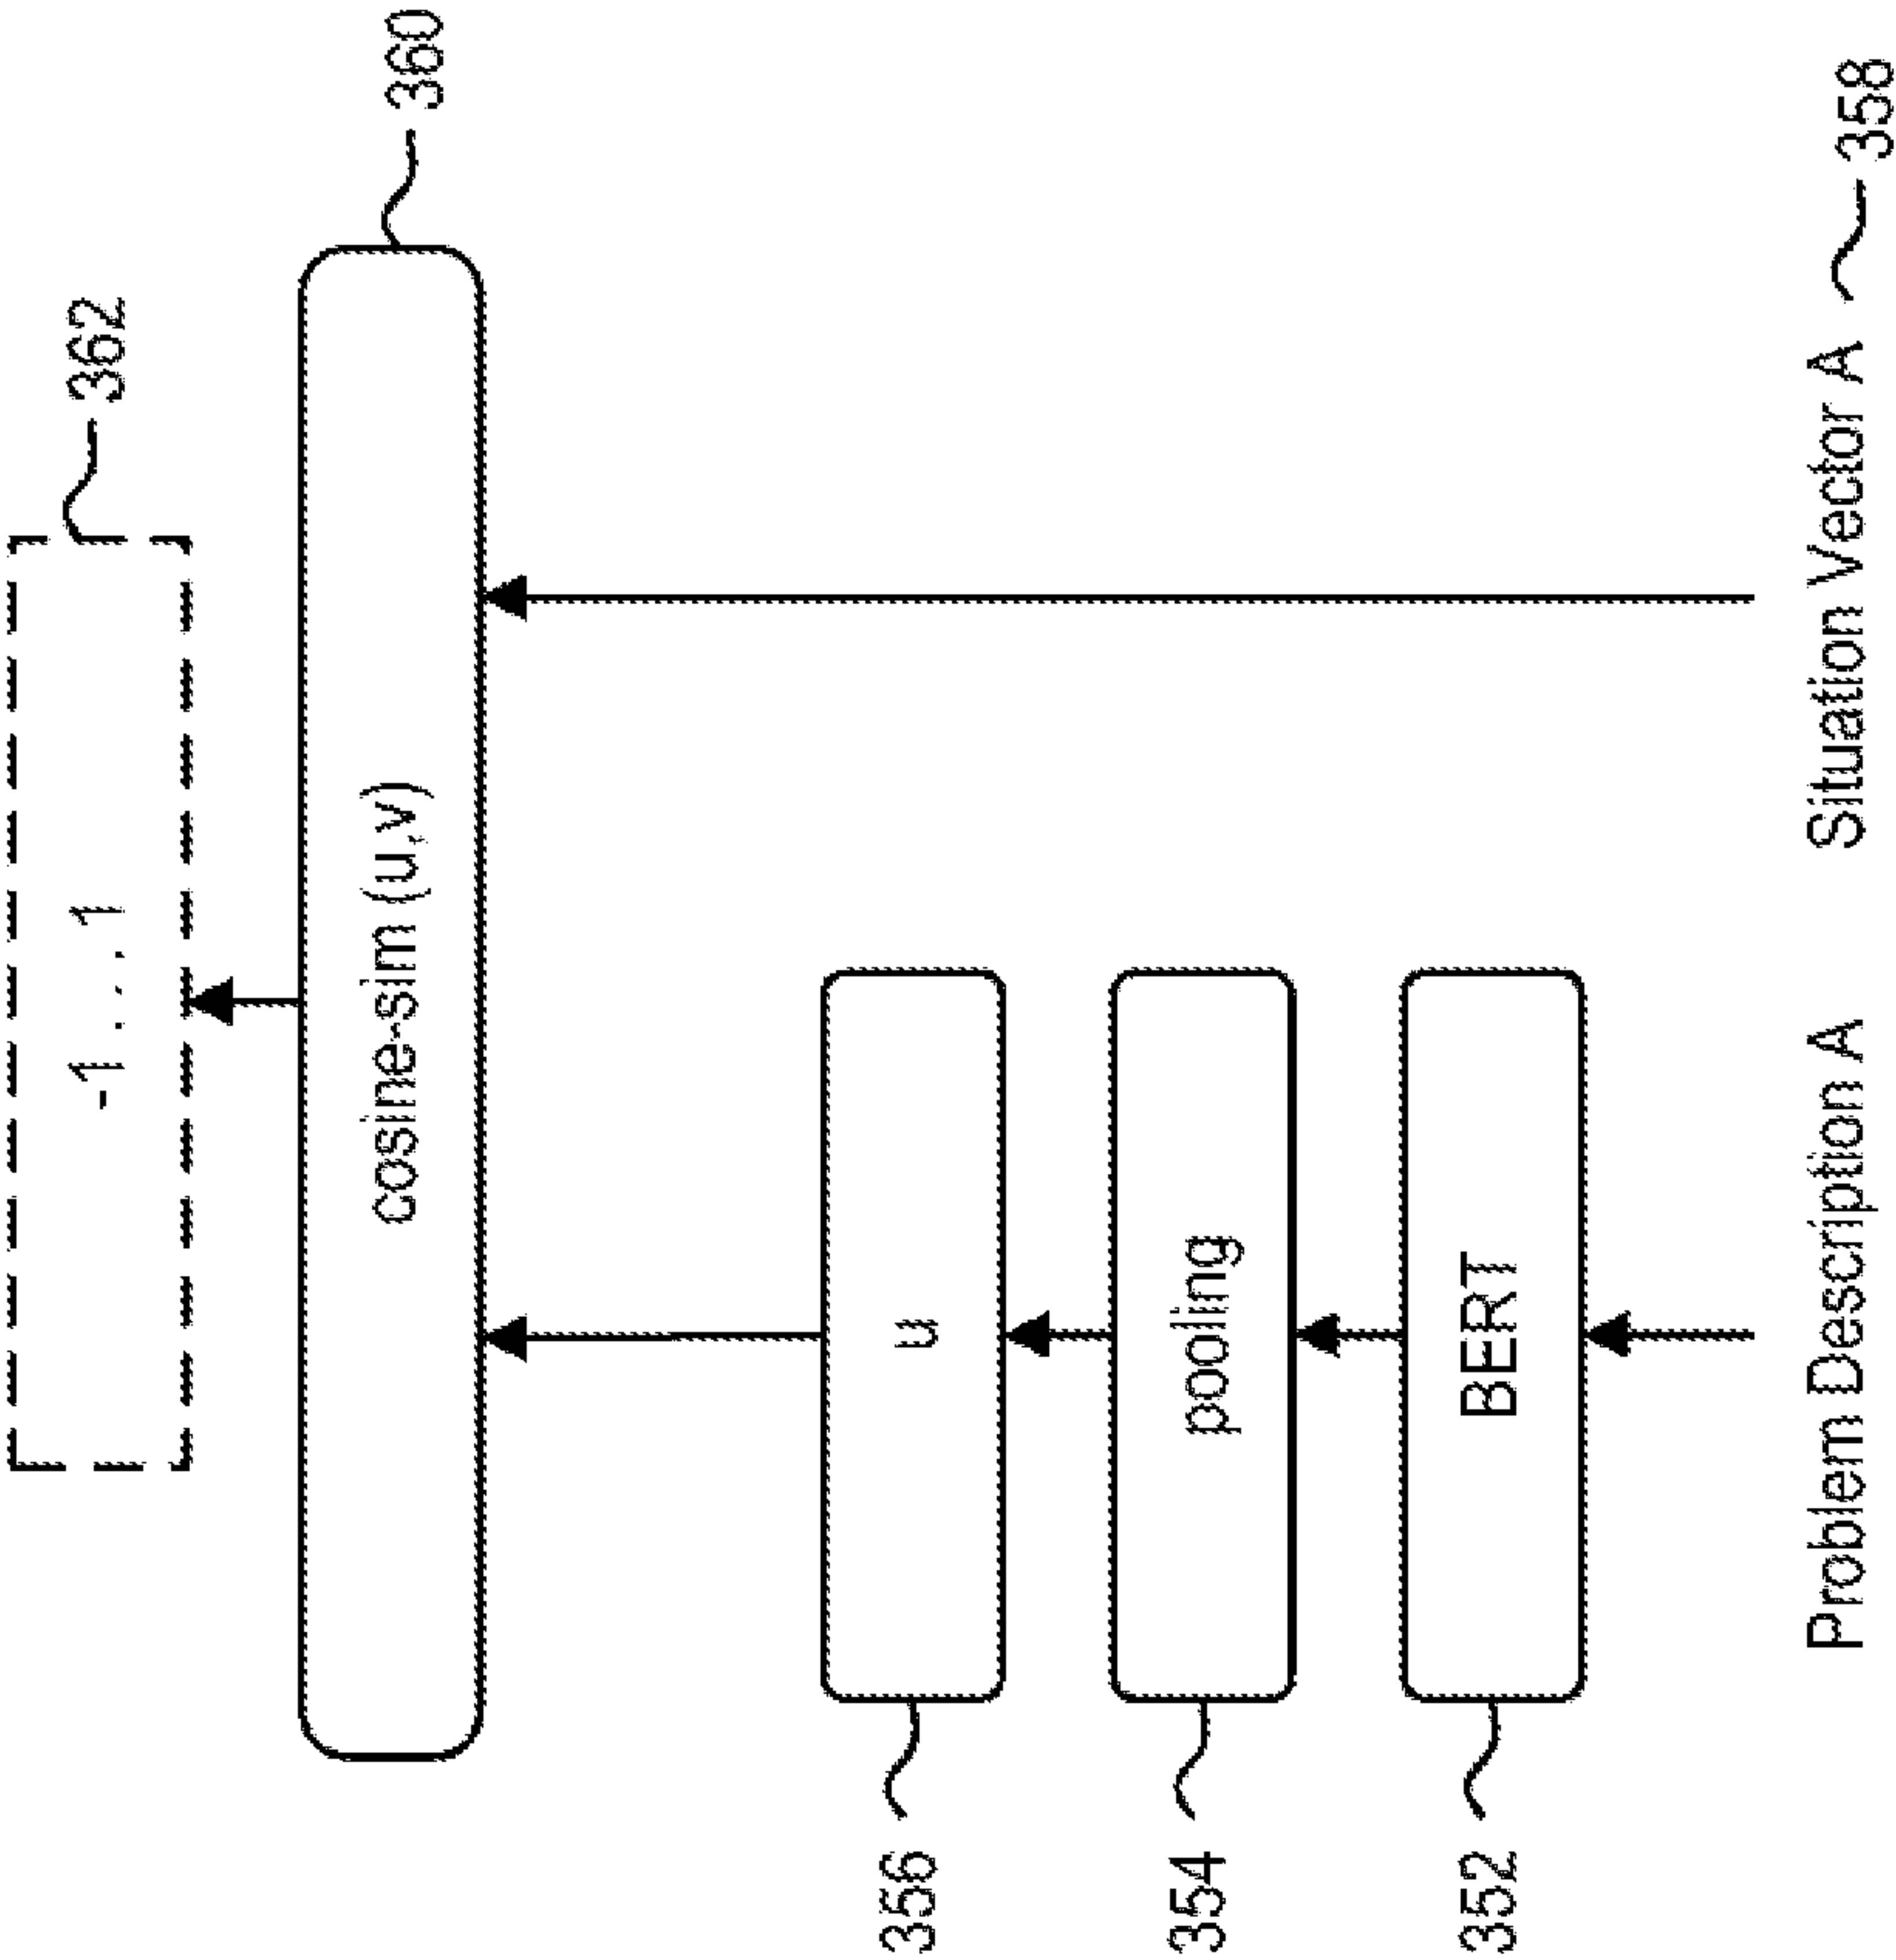 -1...1
362
cosine-sim (u,v)
360
356
u
354
pooling
352
BERT
Problem Description A
Situation Vector A
358